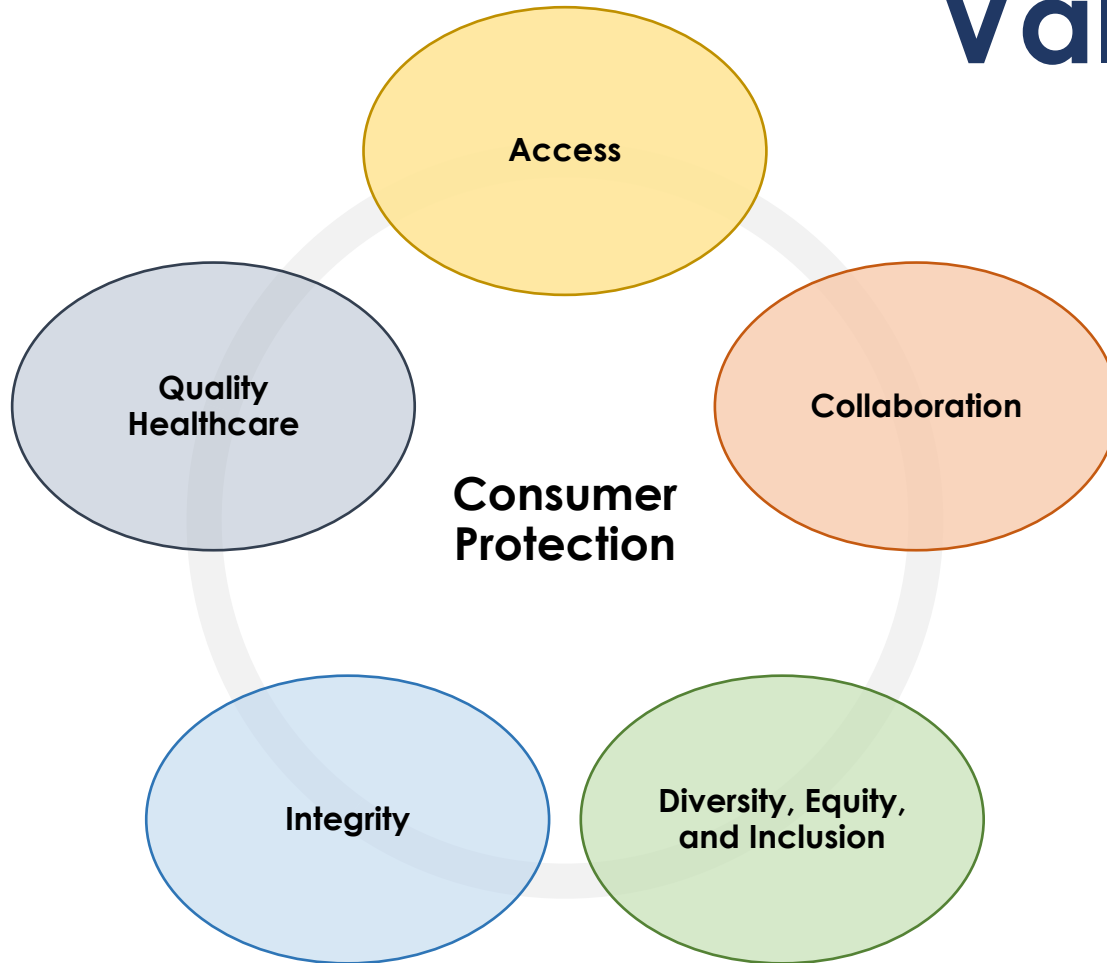 Access
Quality
Healthcare
Collaboration
Consumer
Protection
Integrity
Diversity, Equity,
and Inclusion